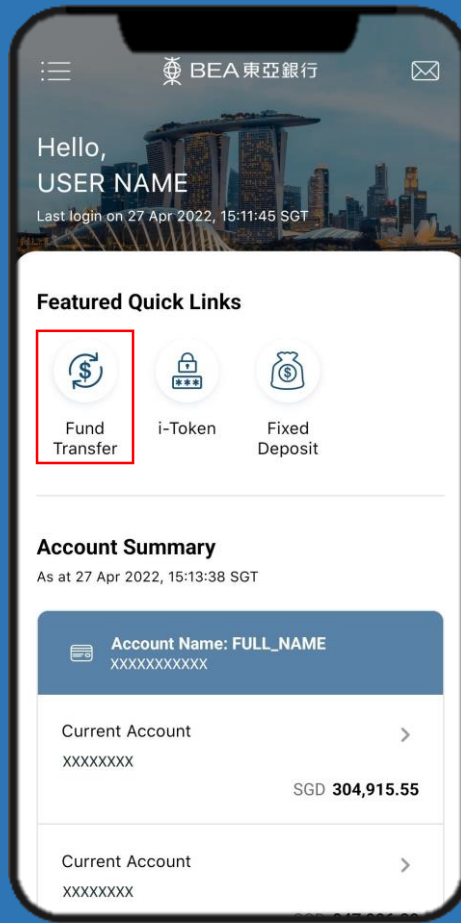 BEA東亞銀行
Hello,
USER NAME
Last login on 27 Apr 2022, 15:11:45 SGT
Featured Quick Links
$
Fund
Transfer
***
i-Token
$
Fixed
Deposit
Account Summary
As at 27 Apr 2022, 15:13:38 SGT
Account Name: FULL_NAME
XXXXXXXXXXX
Current Account
XXXXXXXX
SGD 304,915.55
Current Account
XXXXXXXX